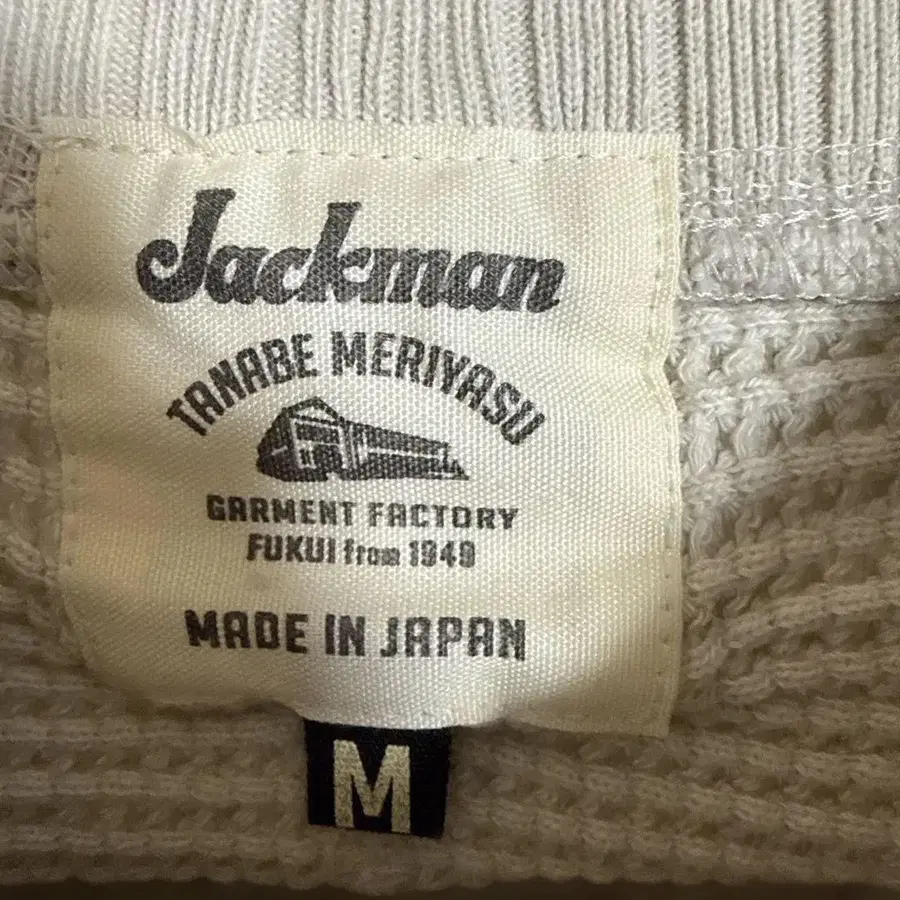 Jackman
TANABE MERIYASU
GARMENT FACTORY
FUKUI from 1949
MADE IN JAPAN
M